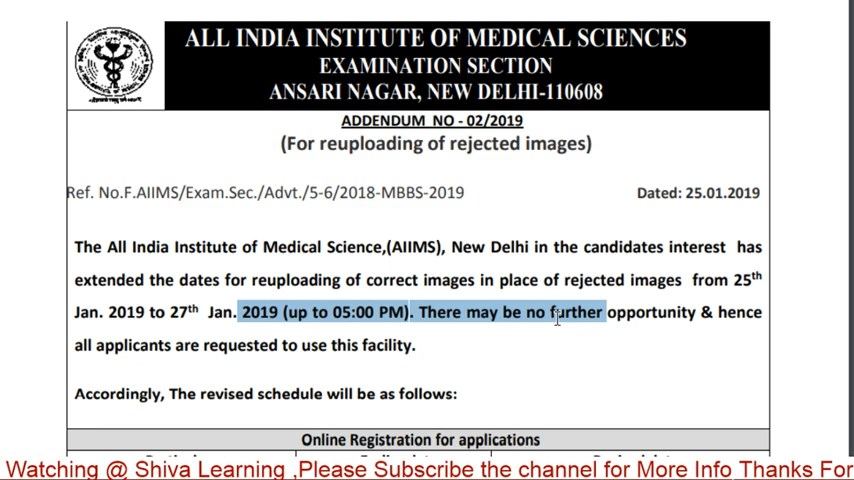 ALL INDIA INSTITUTE OF MEDICAL SCIENCES
EXAMINATION SECTION
ANSARI NAGAR, NEW DELHI-110608
ADDENDUM NO - 02/2019
(For reuploading of rejected images)
Ref. No.F.AIIMS/Exam.Sec./Advt./5-6/2018-MBBS-2019 Dated: 25.01.2019
The All India Institute of Medical Science,(AIIMS), New Delhi in the candidates interest has
extended the dates for reuploading of correct images in place of rejected images from 25th
Jan. 2019 to 27th Jan. 2019 (up to 05:00 PM). There may be no further opportunity & hence
all applicants are requested to use this facility.
Accordingly, The revised schedule will be as follows:
Online Registration for applications
Watching @ Shiva Learning ,Please Subscribe the channel for More Info Thanks For